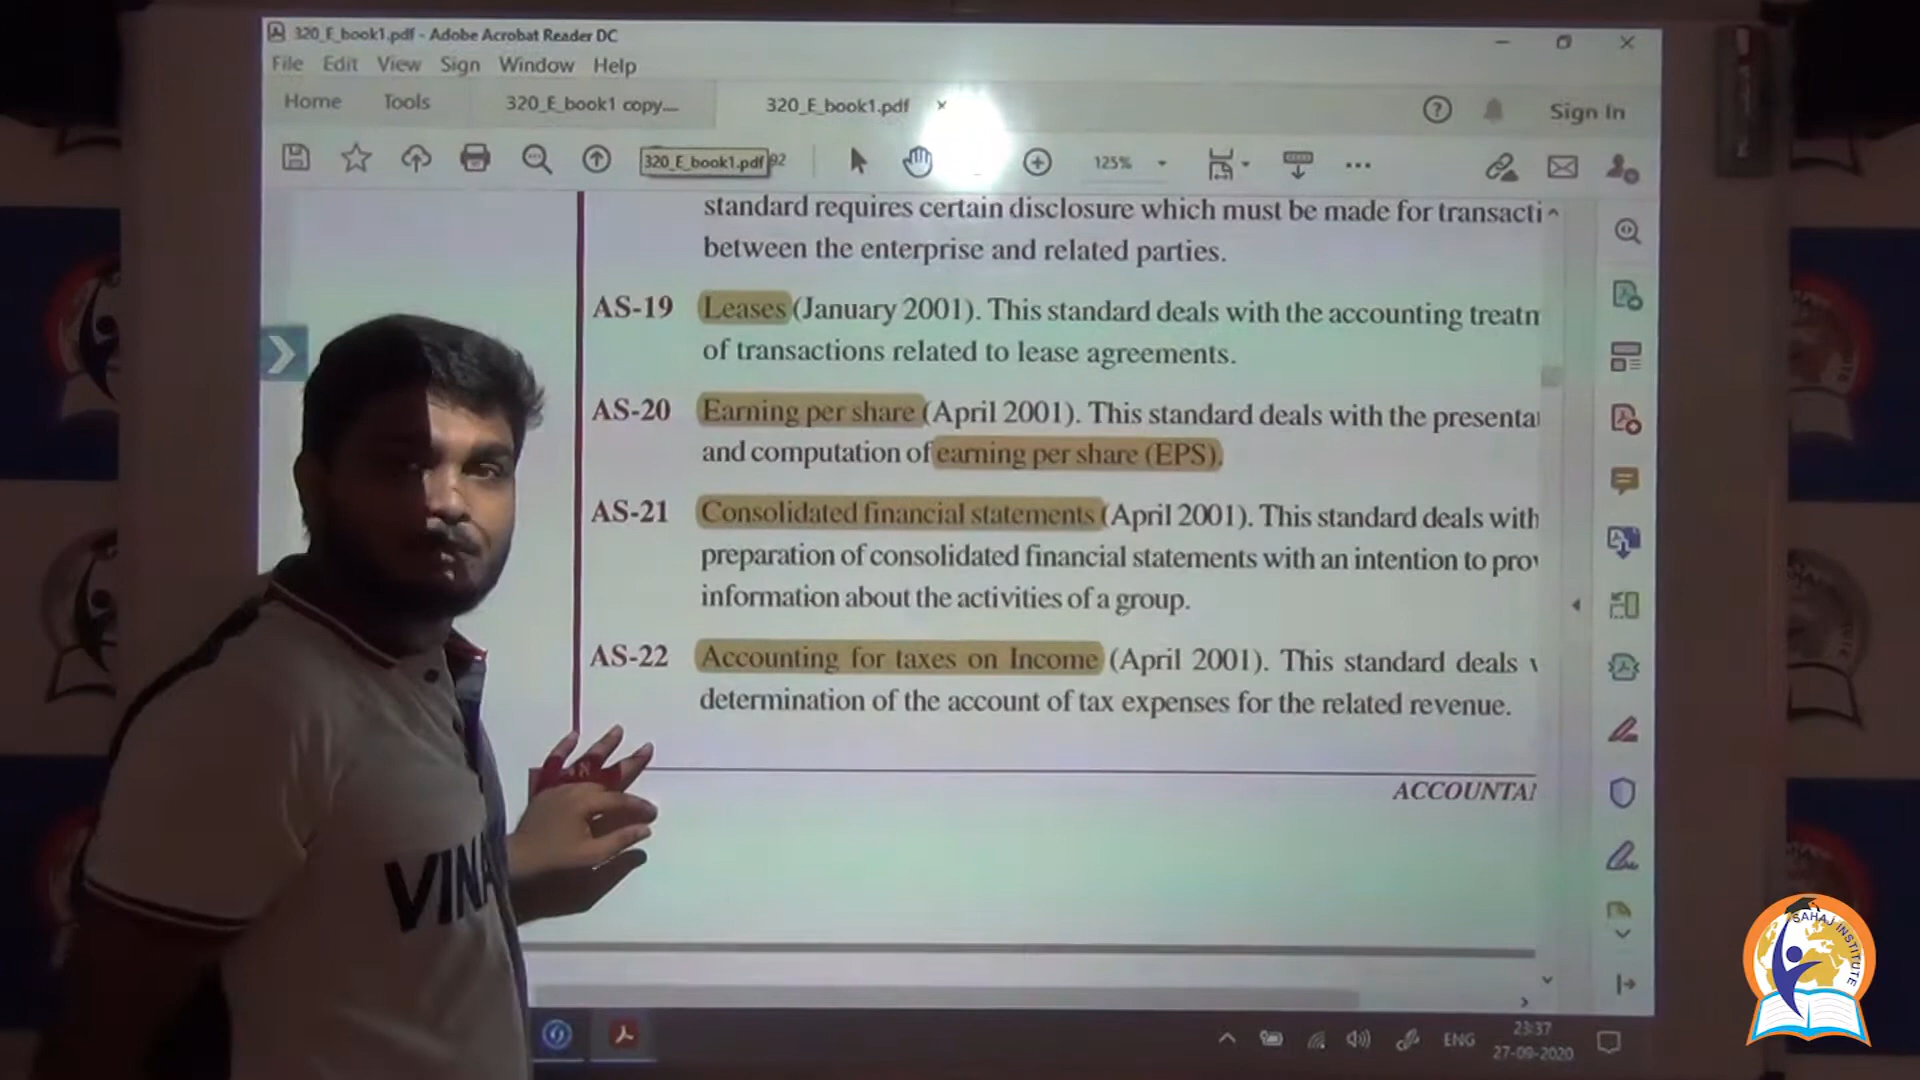 320_E_book1.pdf - Adobe Acrobat Reader DC
File Edit View Sign Window Help
Home Tools 320_E_book1 copy.... 320_E_book1.pdf × Sign In
320_E_book1.pdf 92 125%
standard requires certain disclosure which must be made for transacti
between the enterprise and related parties.
AS-19 Leases (January 2001). This standard deals with the accounting treatm
of transactions related to lease agreements.
AS-20 Earning per share (April 2001). This standard deals with the presenta
and computation of earning per share (EPS).
AS-21 Consolidated financial statements (April 2001). This standard deals with
preparation of consolidated financial statements with an intention to prov
information about the activities of a group.
AS-22 Accounting for taxes on Income (April 2001). This standard deals
determination of the account of tax expenses for the related revenue.
ACCOUNTA
VINA
ENG
23:37
27-09-2020
SAHAJ INSTITUTE